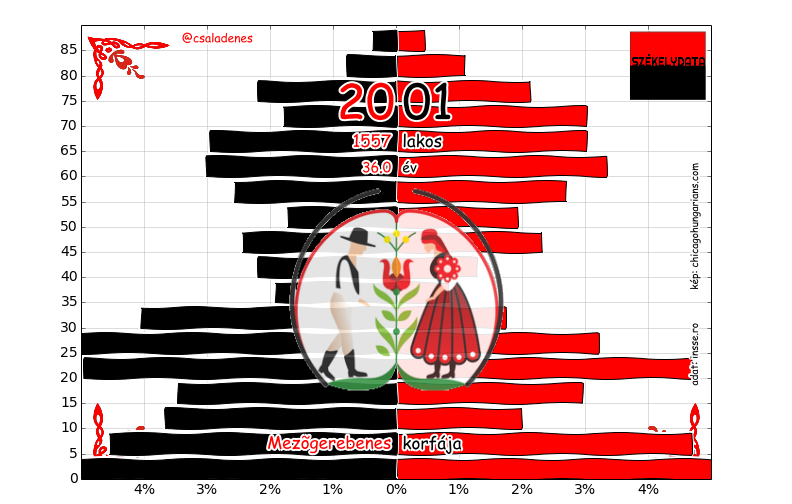 @csaladenes
SZÉKELYDATA
2001
1557 lakos
36.0 év
kép: chicagohungarians.com
adat: insse.ro
Mezõgerebenes korfája
85
80
75
70
65
60
55
50
45
40
35
30
25
20
15
10
5
0
4% 3% 2% 1% 0% 1% 2% 3% 4%